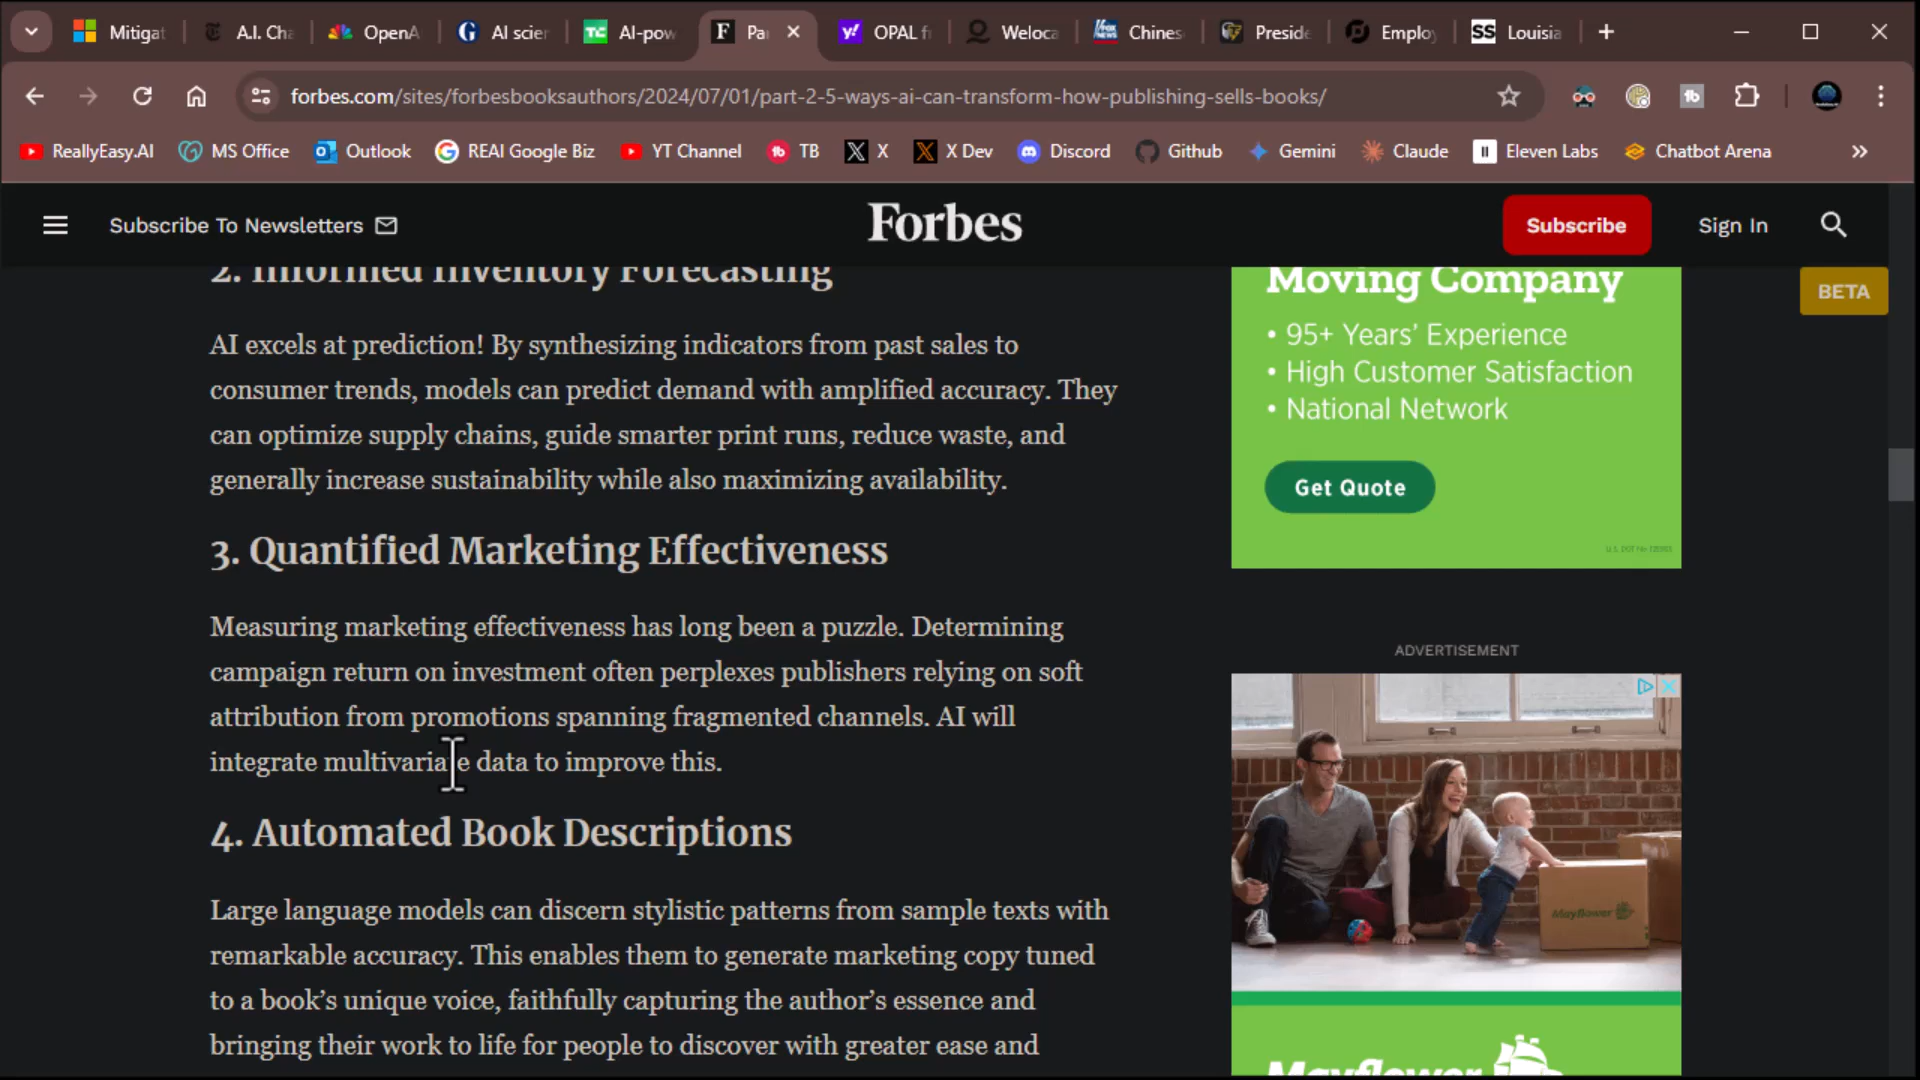 Mitigat
A.I. Cha
OpenA
AI scien
AI-pow
Par
OPAL f
Weloca
Chines
Preside
Employ
Louisia
forbes.com/sites/forbesbooksauthors/2024/07/01/part-2-5-ways-ai-can-transform-how-publishing-sells-books/
ReallyEasy.AI
MS Office
Outlook
REAI Google Biz
YT Channel
TB
X
X Dev
Discord
Github
Gemini
Claude
Eleven Labs
Chatbot Arena
Subscribe To Newsletters
Forbes
Subscribe
Sign In
BETA
2. Informed Inventory Forecasting
AI excels at prediction! By synthesizing indicators from past sales to
consumer trends, models can predict demand with amplified accuracy. They
can optimize supply chains, guide smarter print runs, reduce waste, and
generally increase sustainability while also maximizing availability.
3. Quantified Marketing Effectiveness
Measuring marketing effectiveness has long been a puzzle. Determining
campaign return on investment often perplexes publishers relying on soft
attribution from promotions spanning fragmented channels. AI will
integrate multivariate data to improve this.
4. Automated Book Descriptions
Large language models can discern stylistic patterns from sample texts with
remarkable accuracy. This enables them to generate marketing copy tuned
to a book’s unique voice, faithfully capturing the author’s essence and
bringing their work to life for people to discover with greater ease and
Moving Company
• 95+ Years’ Experience
• High Customer Satisfaction
• National Network
Get Quote
ADVERTISEMENT
Mayflower
Mayflower